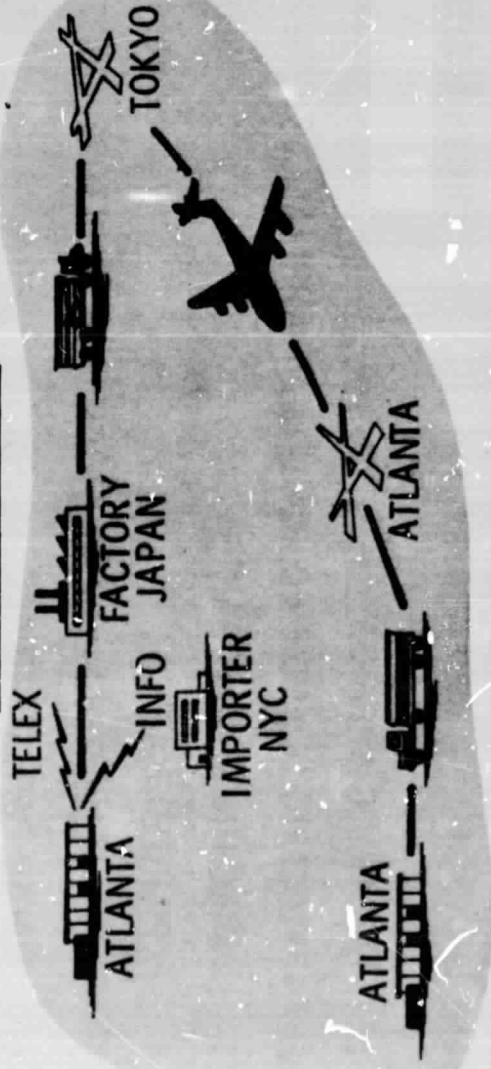 TELEX
INFO
ATLANTA
FACTORY
JAPAN
TOKYO
IMPORTER
NYC
ATLANTA
ATLANTA